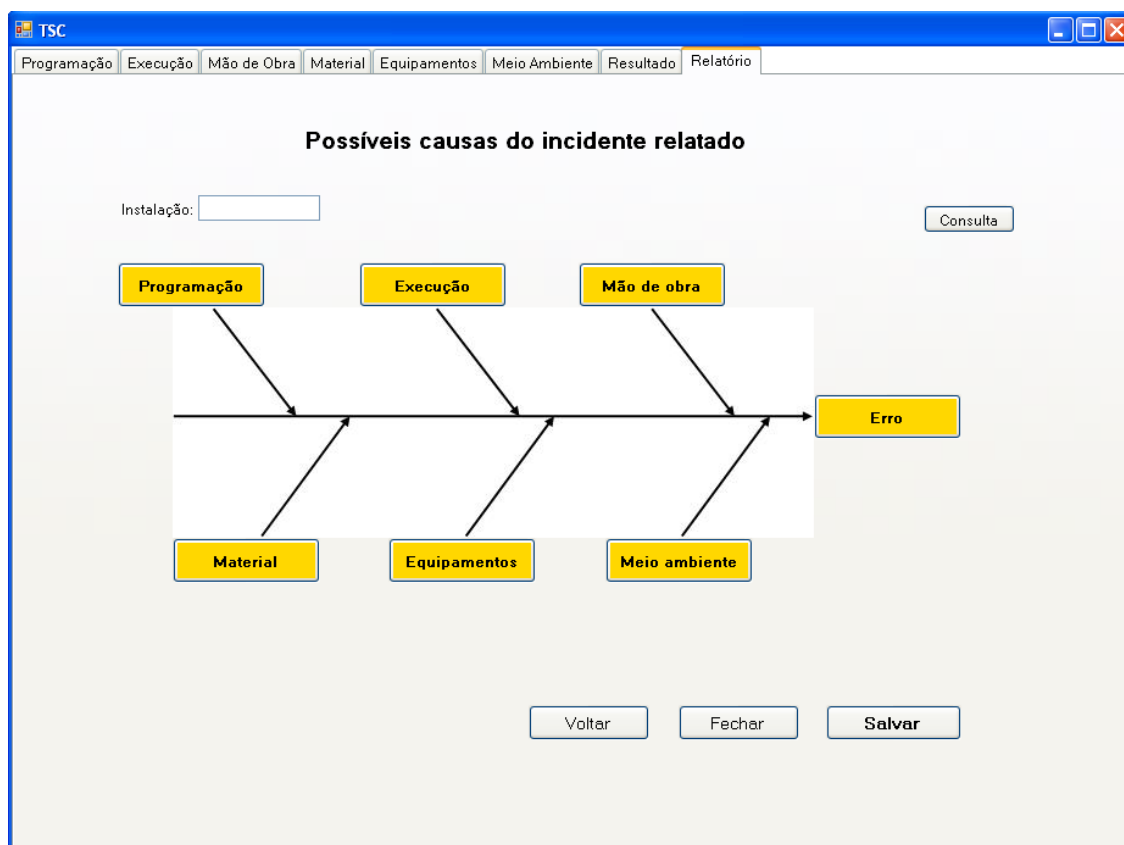 TSC
Programação Execução Mão de Obra Material Equipamentos Meio Ambiente Resultado Relatório
Possíveis causas do incidente relatado
Instalação:
Consulta
Programação Execução Mão de obra
Erro
Material Equipamentos Meio ambiente
Voltar Fechar Salvar